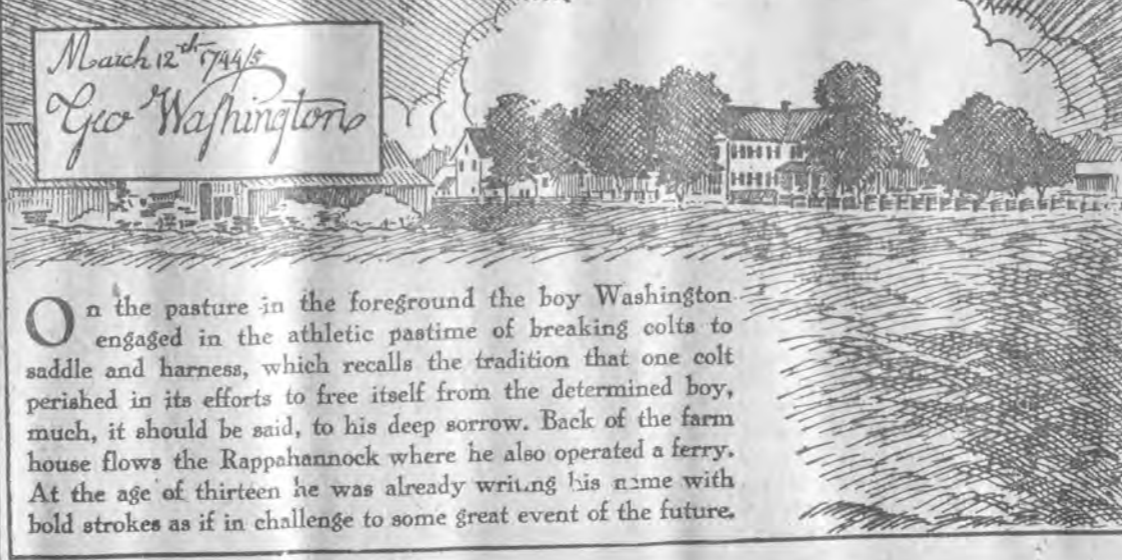 March 12th 1744/5
Geo Washington
On the pasture in the foreground the boy Washington
engaged in the athletic pastime of breaking colts to
saddle and harness, which recalls the tradition that one colt
perished in its efforts to free itself from the determined boy,
much, it should be said, to his deep sorrow. Back of the farm
house flows the Rappahannock where he also operated a ferry.
At the age of thirteen he was already writing his name with
bold strokes as if in challenge to some great event of the future.